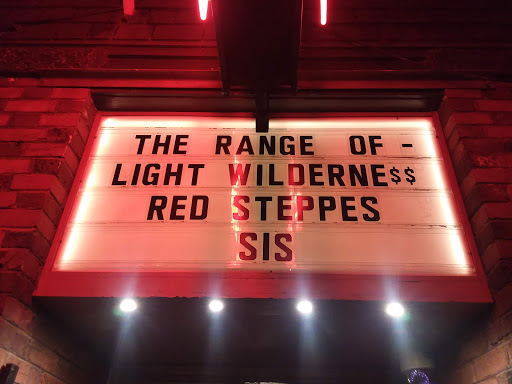 THE RANGE OF -
LIGHT WILDERNE$$
RED STEPPES
SIS